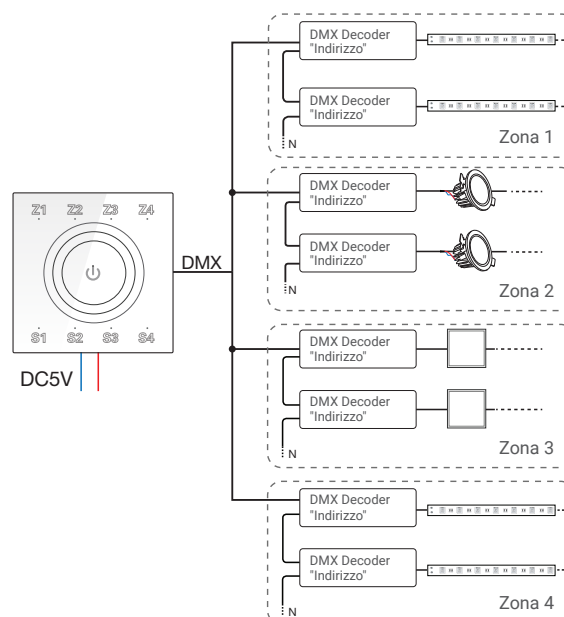 DMX Decoder
"Indirizzo"
DMX Decoder
"Indirizzo"
N
Zona 1
DMX Decoder
"Indirizzo"
DMX Decoder
"Indirizzo"
N
Zona 2
Z1 Z2 Z3 Z4
S1 S2 S3 S4
DMX
DC5V
DMX Decoder
"Indirizzo"
DMX Decoder
"Indirizzo"
N
Zona 3
DMX Decoder
"Indirizzo"
DMX Decoder
"Indirizzo"
N
Zona 4